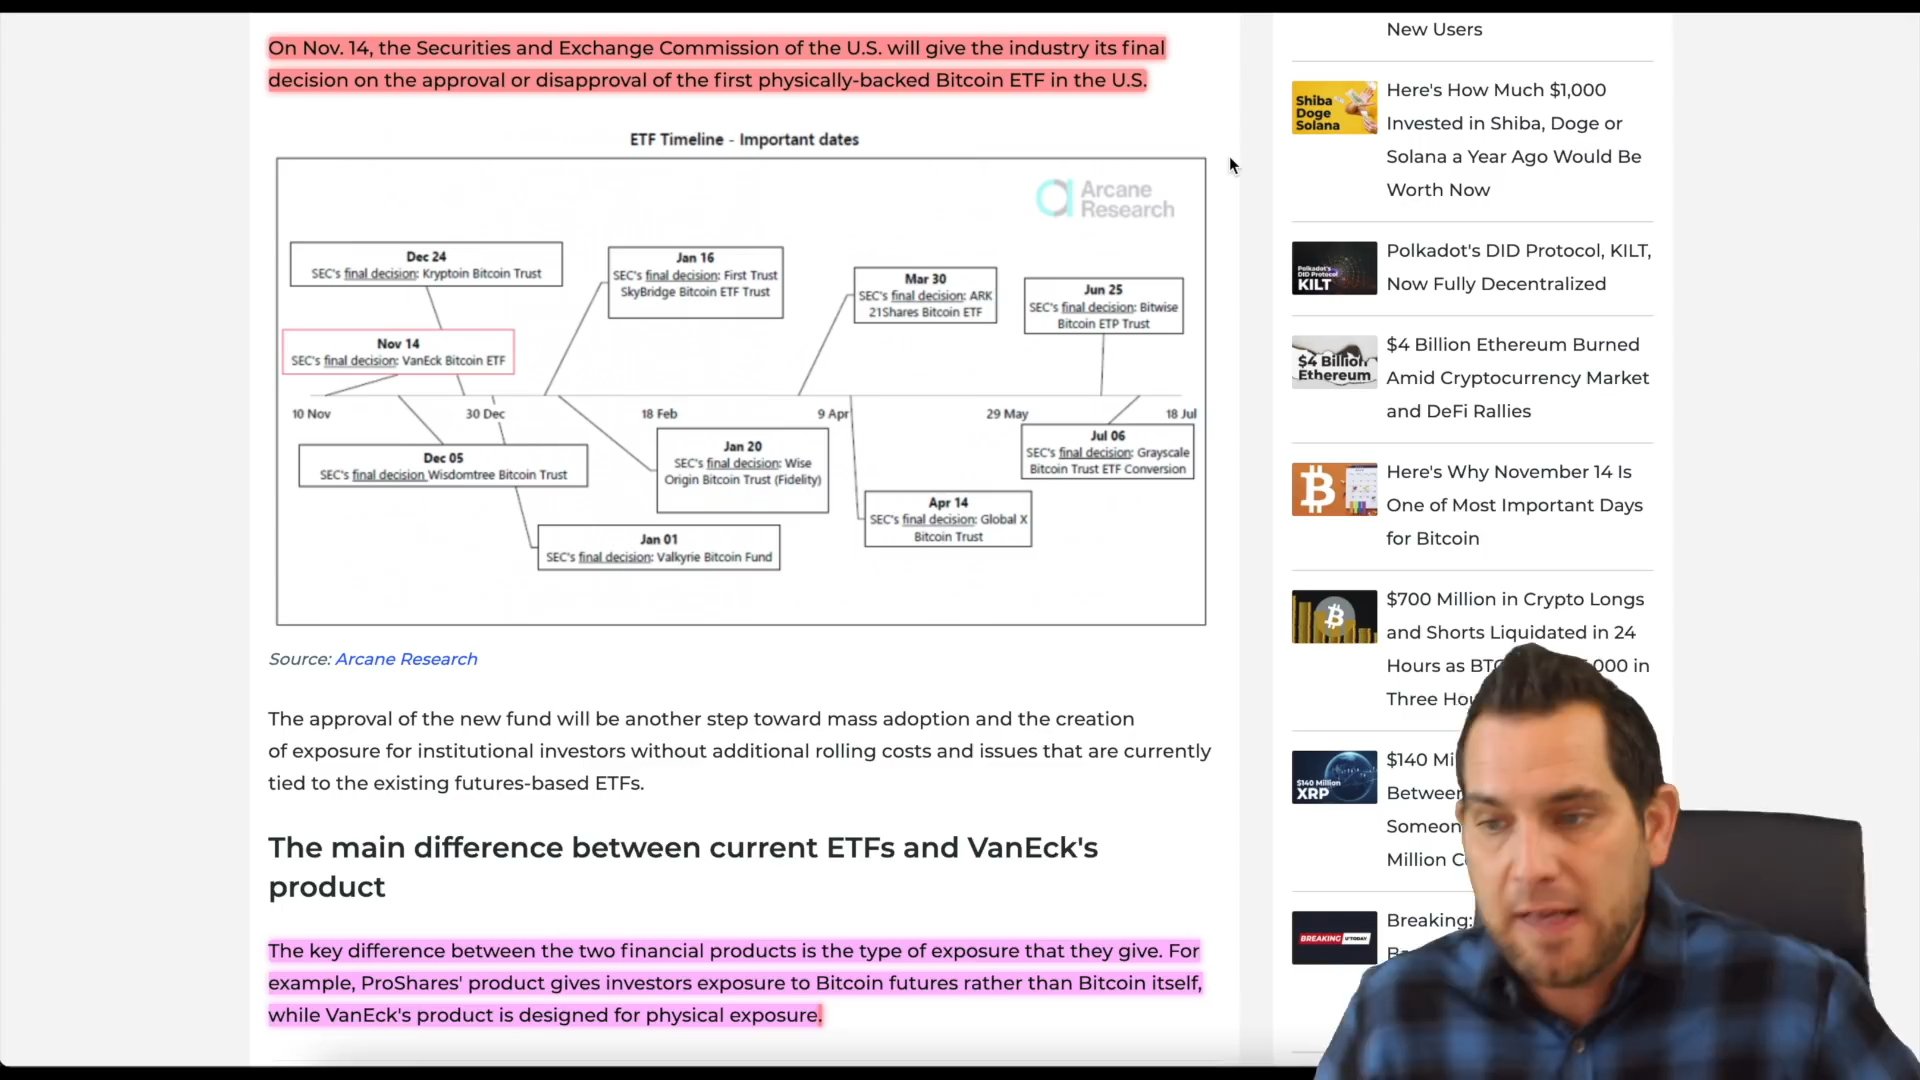 On Nov. 14, the Securities and Exchange Commission of the U.S. will give the industry its final
decision on the approval or disapproval of the first physically-backed Bitcoin ETF in the U.S.
ETF Timeline - Important dates
Arcane
Research
Dec 24
SEC's final decision: Kryptoin Bitcoin Trust
Jan 16
SEC's final decision: First Trust
SkyBridge Bitcoin ETF Trust
Mar 30
SEC's final decision: ARK
21Shares Bitcoin ETF
Jun 25
SEC's final decision: Bitwise
Bitcoin ETP Trust
Nov 14
SEC's final decision: VanEck Bitcoin ETF
10 Nov
30 Dec
18 Feb
9 Apr
29 May
18 Jul
Dec 05
SEC's final decision Wisdomtree Bitcoin Trust
Jan 20
SEC's final decision: Wise
Origin Bitcoin Trust (Fidelity)
Jul 06
SEC's final decision: Grayscale
Bitcoin Trust ETF Conversion
Apr 14
SEC's final decision: Global X
Bitcoin Trust
Jan 01
SEC's final decision: Valkyrie Bitcoin Fund
Source: Arcane Research
The approval of the new fund will be another step toward mass adoption and the creation
of exposure for institutional investors without additional rolling costs and issues that are currently
tied to the existing futures-based ETFs.
The main difference between current ETFs and VanEck's
product
The key difference between the two financial products is the type of exposure that they give. For
example, ProShares' product gives investors exposure to Bitcoin futures rather than Bitcoin itself,
while VanEck's product is designed for physical exposure.
New Users
Shiba
Doge
Solana
Here's How Much $1,000
Invested in Shiba, Doge or
Solana a Year Ago Would Be
Worth Now
Polkadot's
DID Protocol
KILT
Polkadot's DID Protocol, KILT,
Now Fully Decentralized
$4 Billion
Ethereum
$4 Billion Ethereum Burned
Amid Cryptocurrency Market
and DeFi Rallies
Here's Why November 14 Is
One of Most Important Days
for Bitcoin
$700 Million in Crypto Longs
and Shorts Liquidated in 24
Hours as 000 in
Three
$140 Million
XRP
$140
Between
Million
BREAKING U.TODAY
Breaking: